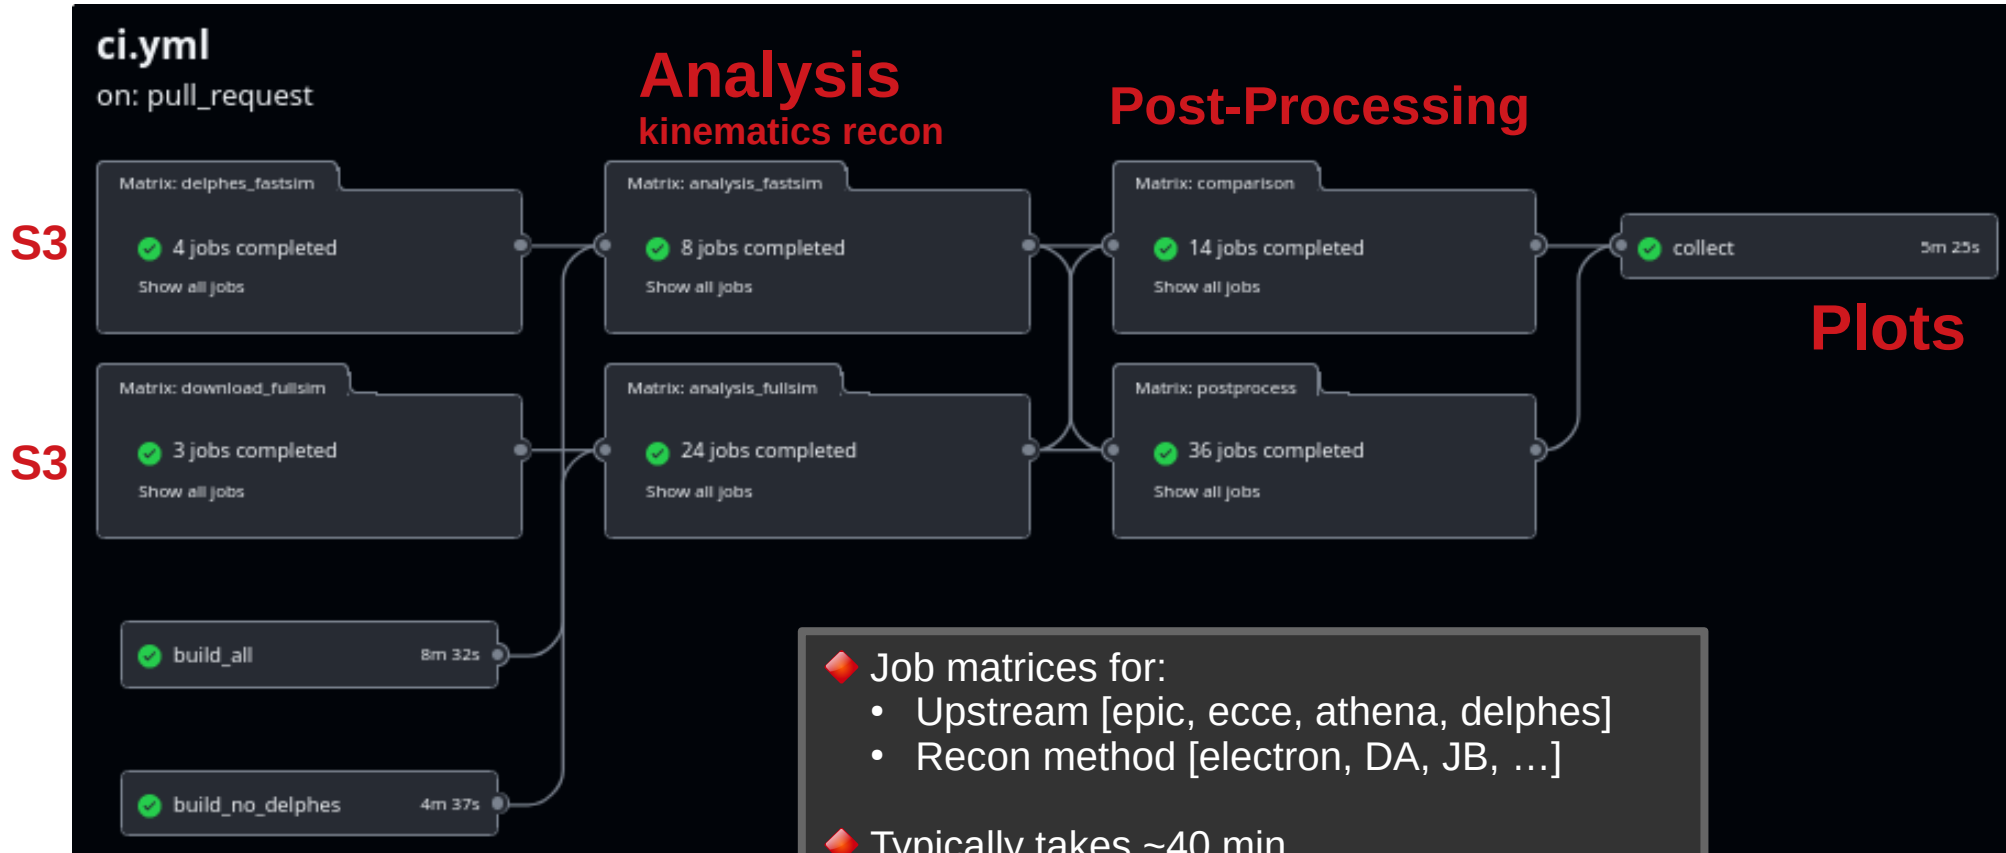 ci.yml
on: pull_request
Analysis
kinematics recon
Post-Processing
S3
Matrix: delphes_fastsim
4 jobs completed
Show all jobs
Matrix: analysis_fastsim
8 jobs completed
Show all jobs
Matrix: comparison
14 jobs completed
Show all jobs
collect 5m 25s
Plots
S3
Matrix: download_fullsim
3 jobs completed
Show all jobs
Matrix: analysis_fullsim
24 jobs completed
Show all jobs
Matrix: postprocess
36 jobs completed
Show all jobs
build_all 8m 32s
build_no_delphes 4m 37s
Job matrices for:
• Upstream [epic, ecce, athena, delphes]
• Recon method [electron, DA, JB, …]
Typically takes ~40 min